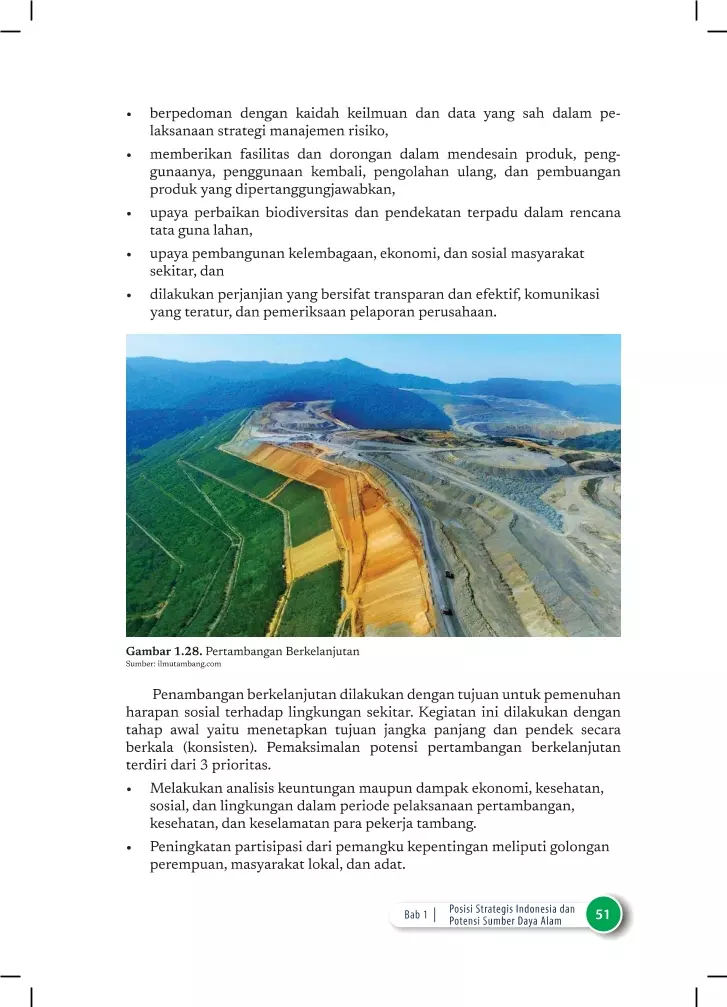 • berpedoman dengan kaidah keilmuan dan data yang sah dalam pe-
laksanaan strategi manajemen risiko,
• memberikan fasilitas dan dorongan dalam mendesain produk, peng-
gunaanya, penggunaan kembali, pengolahan ulang, dan pembuangan
produk yang dipertanggungjawabkan,
• upaya perbaikan biodiversitas dan pendekatan terpadu dalam rencana
tata guna lahan,
• upaya pembangunan kelembagaan, ekonomi, dan sosial masyarakat
sekitar, dan
• dilakukan perjanjian yang bersifat transparan dan efektif, komunikasi
yang teratur, dan pemeriksaan pelaporan perusahaan.
Gambar 1.28. Pertambangan Berkelanjutan
Sumber: ilmutambang.com
Penambangan berkelanjutan dilakukan dengan tujuan untuk pemenuhan
harapan sosial terhadap lingkungan sekitar. Kegiatan ini dilakukan dengan
tahap awal yaitu menetapkan tujuan jangka panjang dan pendek secara
berkala (konsisten). Pemaksimalan potensi pertambangan berkelanjutan
terdiri dari 3 prioritas.
• Melakukan analisis keuntungan maupun dampak ekonomi, kesehatan,
sosial, dan lingkungan dalam periode pelaksanaan pertambangan,
kesehatan, dan keselamatan para pekerja tambang.
• Peningkatan partisipasi dari pemangku kepentingan meliputi golongan
perempuan, masyarakat lokal, dan adat.
Bab 1 | Posisi Strategis Indonesia dan
Potensi Sumber Daya Alam
51